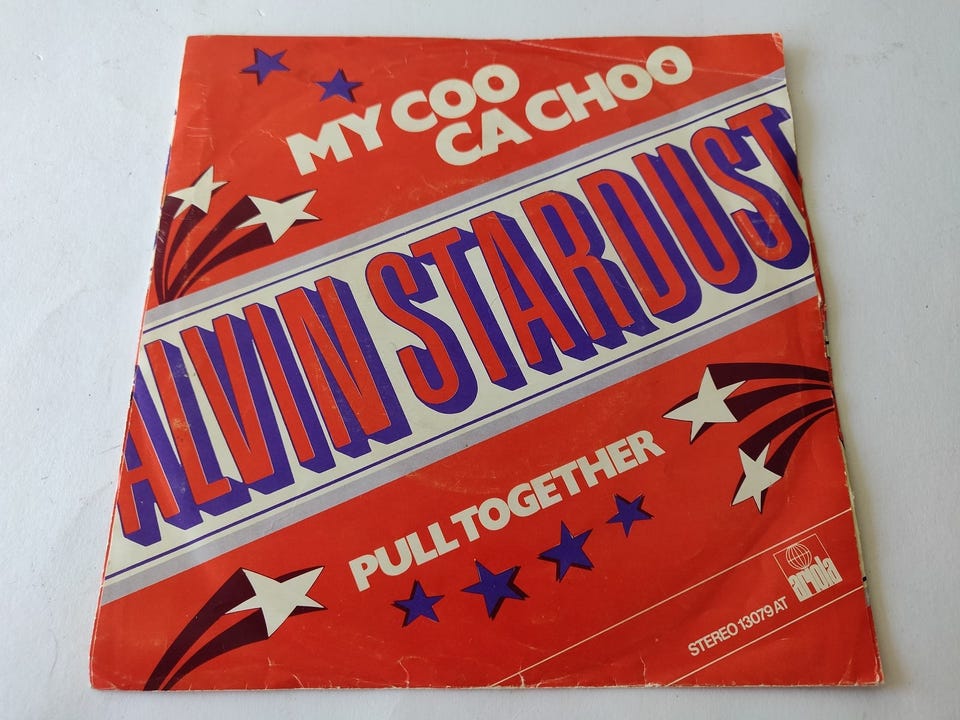 MY COO
CA CHOO
ALVIN STARDUST
PULL TOGETHER
ariola
STEREO 13079 AT